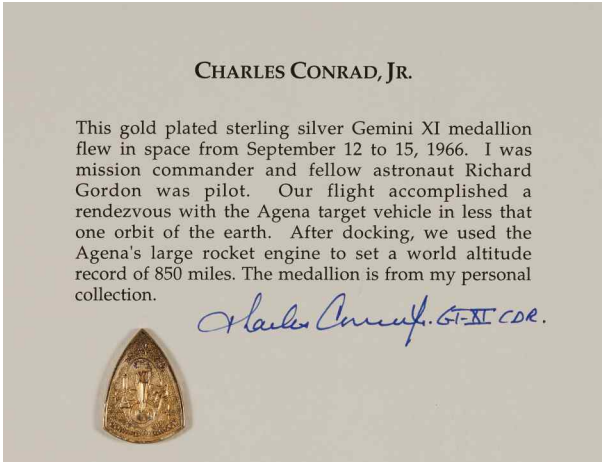 CHARLES CONRAD, JR.
This gold plated sterling silver Gemini XI medallion
flew in space from September 12 to 15, 1966. I was
mission commander and fellow astronaut Richard
Gordon was pilot. Our flight accomplished a
rendezvous with the Agena target vehicle in less that
one orbit of the earth. After docking, we used the
Agena's large rocket engine to set a world altitude
record of 850 miles. The medallion is from my personal
collection.
Charles Conrad Jr. GT-XI CDR.